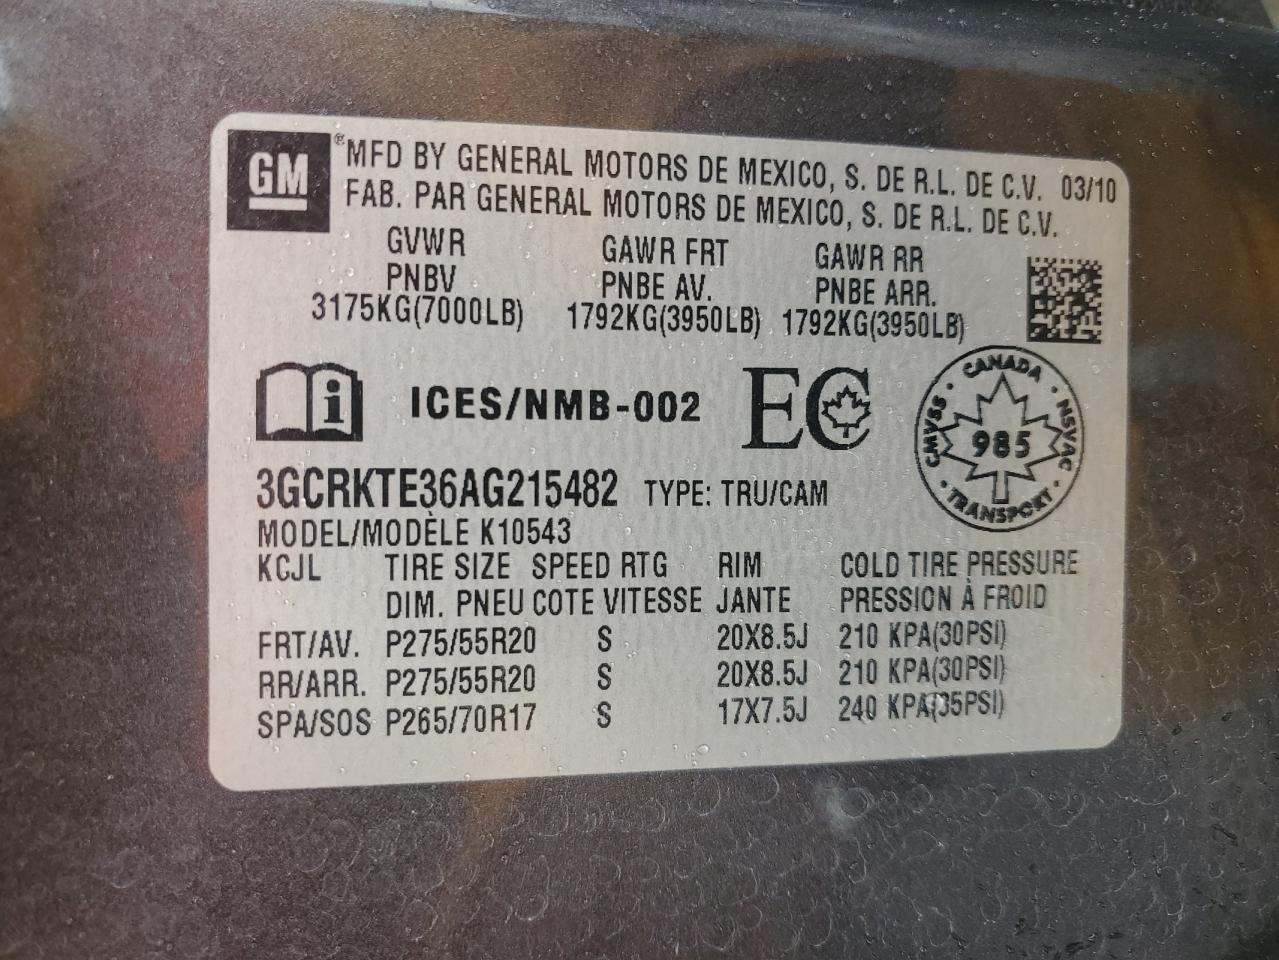 GM ® MFD BY GENERAL MOTORS DE MEXICO, S. DE R.L. DE C.V. 03/10
FAB. PAR GENERAL MOTORS DE MEXICO, S. DE R.L. DE C.V.
GVWR GAWR FRT GAWR RR
PNBV PNBE AV. PNBE ARR.
3175KG(7000LB) 1792KG(3950LB) 1792KG(3950LB)
i ICES/NMB-002 EC
CANADA
CMVSS · NSVAC
985
TRANSPORT
3GCRKTE36AG215482 TYPE: TRU/CAM
MODEL/MODÈLE K10543
KCJL TIRE SIZE SPEED RTG RIM COLD TIRE PRESSURE
DIM. PNEU COTE VITESSE JANTE PRESSION À FROID
FRT/AV. P275/55R20 S 20X8.5J 210 KPA(30PSI)
RR/ARR. P275/55R20 S 20X8.5J 210 KPA(30PSI)
SPA/SOS P265/70R17 S 17X7.5J 240 KPA(35PSI)